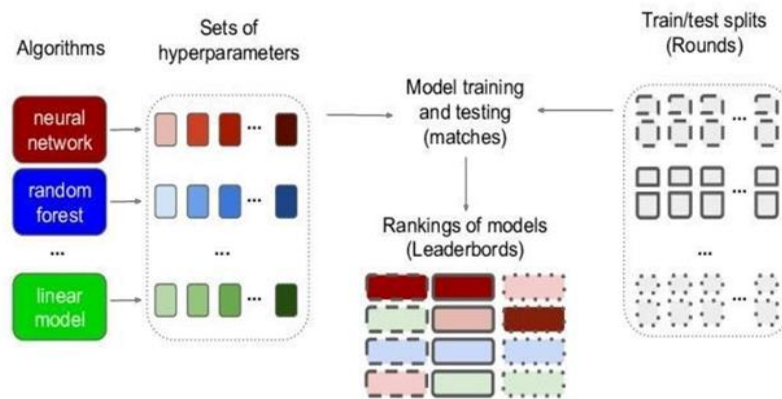 Algorithms
Sets of
hyperparameters
Train/test splits
(Rounds)
neural
network
...
random
forest
...
...
...
linear
model
...
Model training
and testing
(matches)
Rankings of models
(Leaderbords)
...
...
...
...